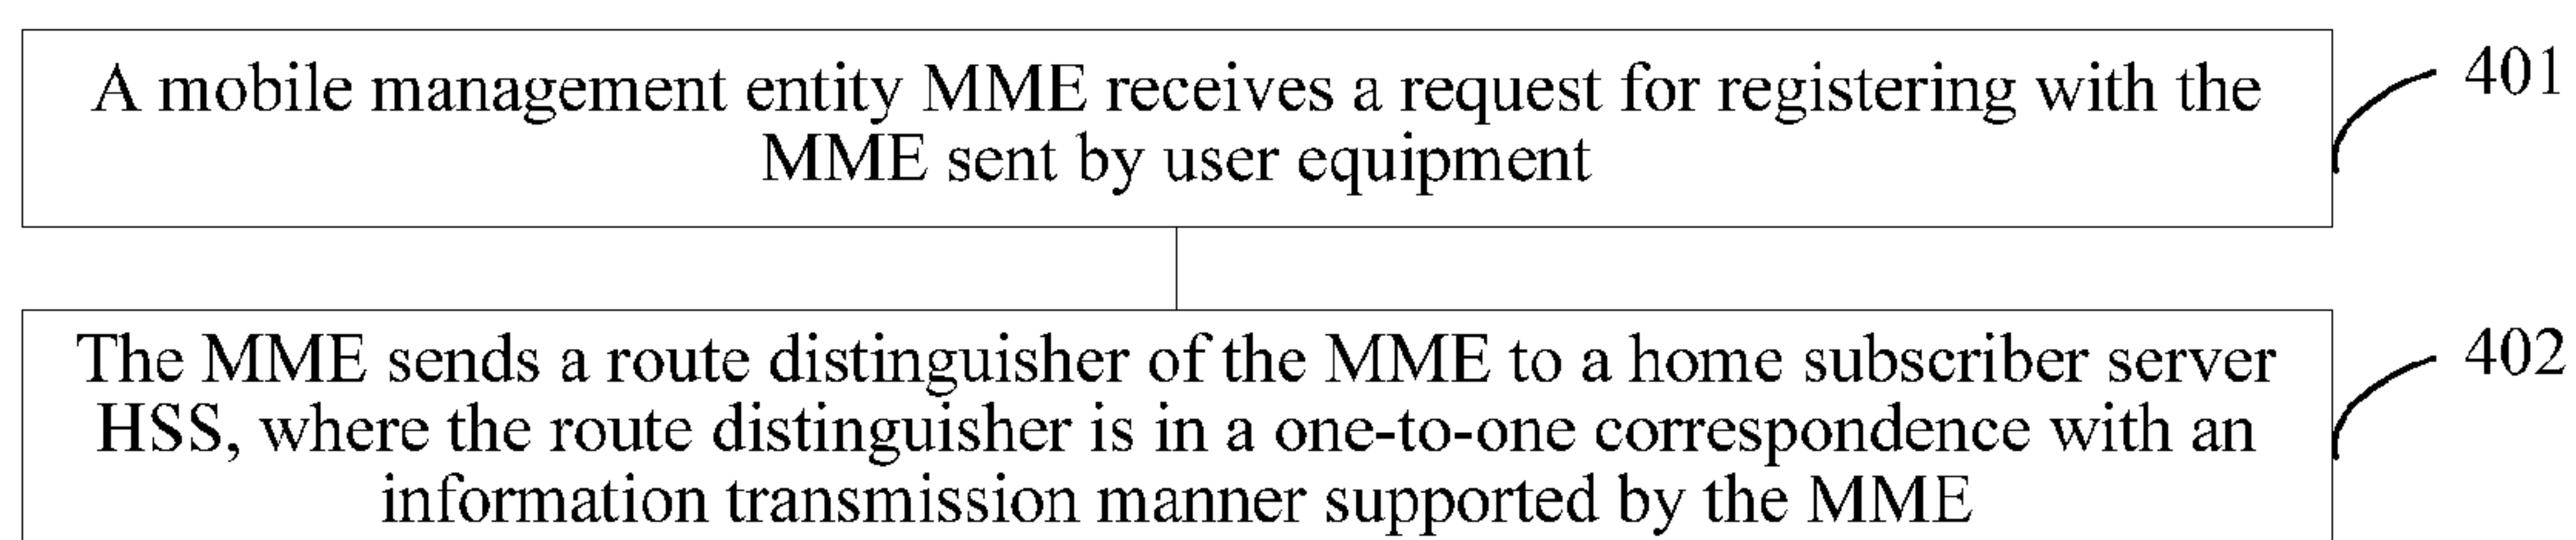 A mobile management entity MME receives a request for registering with the
MME sent by user equipment
401
The MME sends a route distinguisher of the MME to a home subscriber server
HSS, where the route distinguisher is in a one-to-one correspondence with an
information transmission manner supported by the MME
402